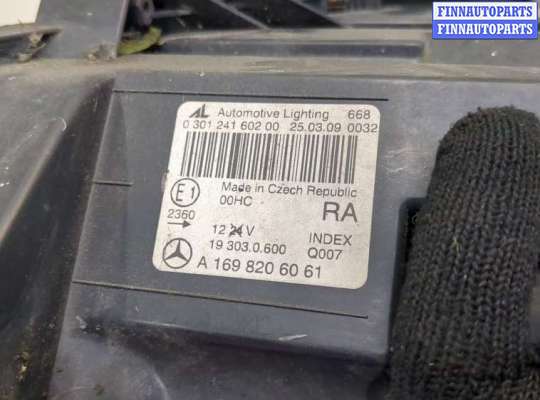 FINNAUTOPARTS
FINNAUTOPARTS
AL Automotive Lighting 668
0 301 241 602 00 25.03.09 0032
E1 Made in Czech Republic
00HC
2360 RA
12 24 V INDEX
19 303.0.600 Q007
A 169 820 60 61